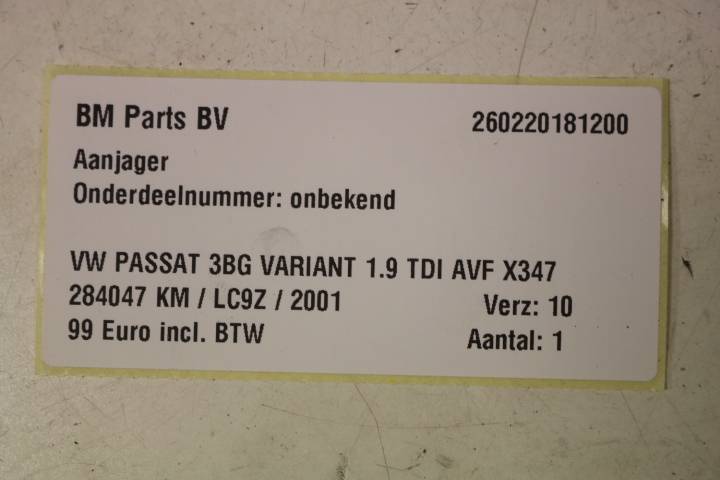 BM Parts BV 260220181200
Aanjager
Onderdeelnummer: onbekend
VW PASSAT 3BG VARIANT 1.9 TDI AVF X347
284047 KM / LC9Z / 2001 Verz: 10
99 Euro incl. BTW Aantal: 1